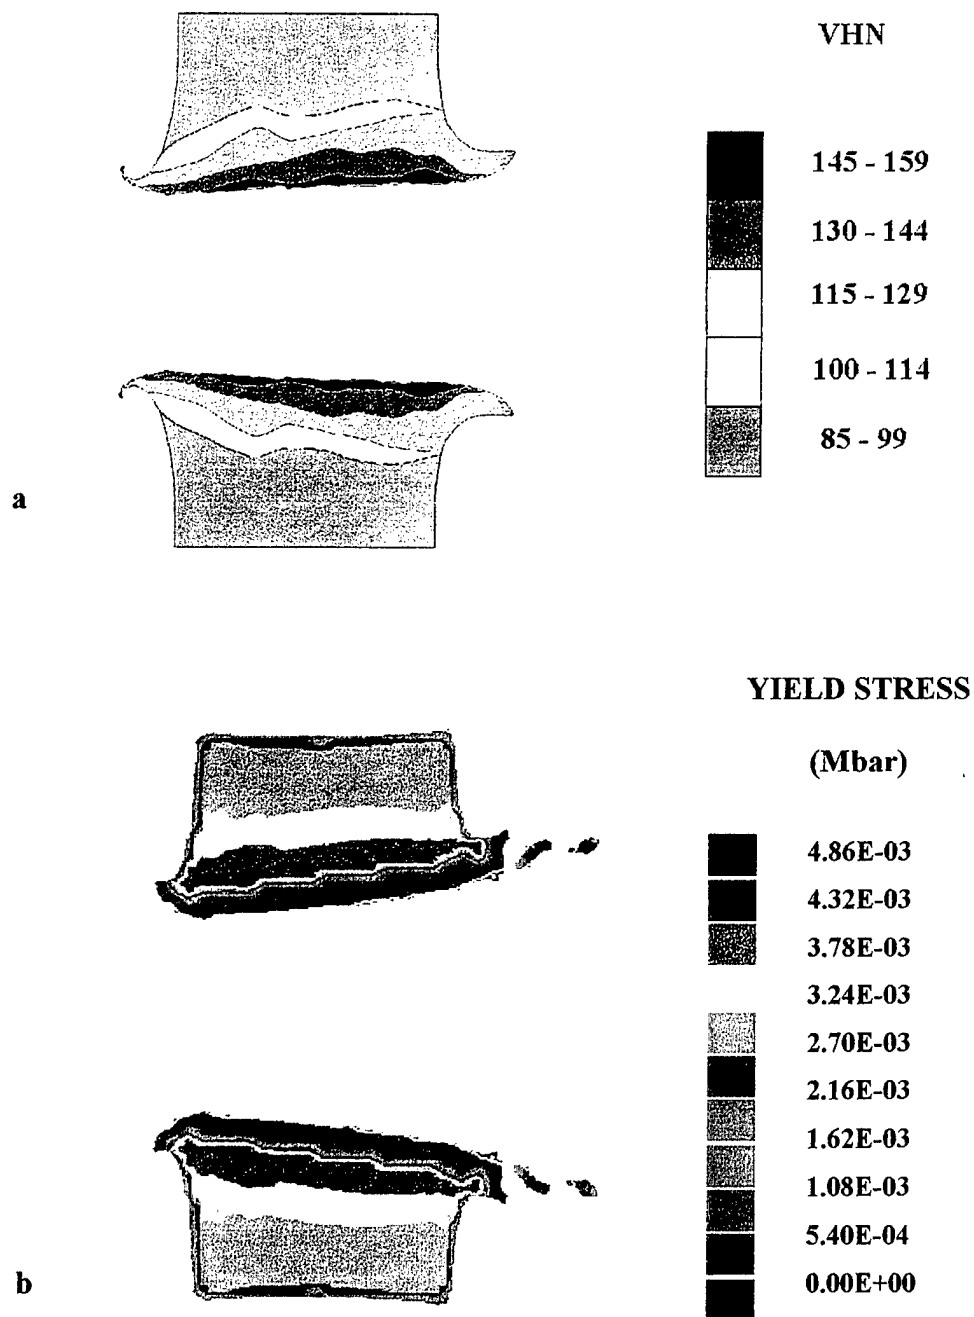 VHN
145 - 159
130 - 144
115 - 129
100 - 114
85 - 99
a
YIELD STRESS
(Mbar)
4.86E-03
4.32E-03
3.78E-03
3.24E-03
2.70E-03
2.16E-03
1.62E-03
1.08E-03
5.40E-04
0.00E+00
b